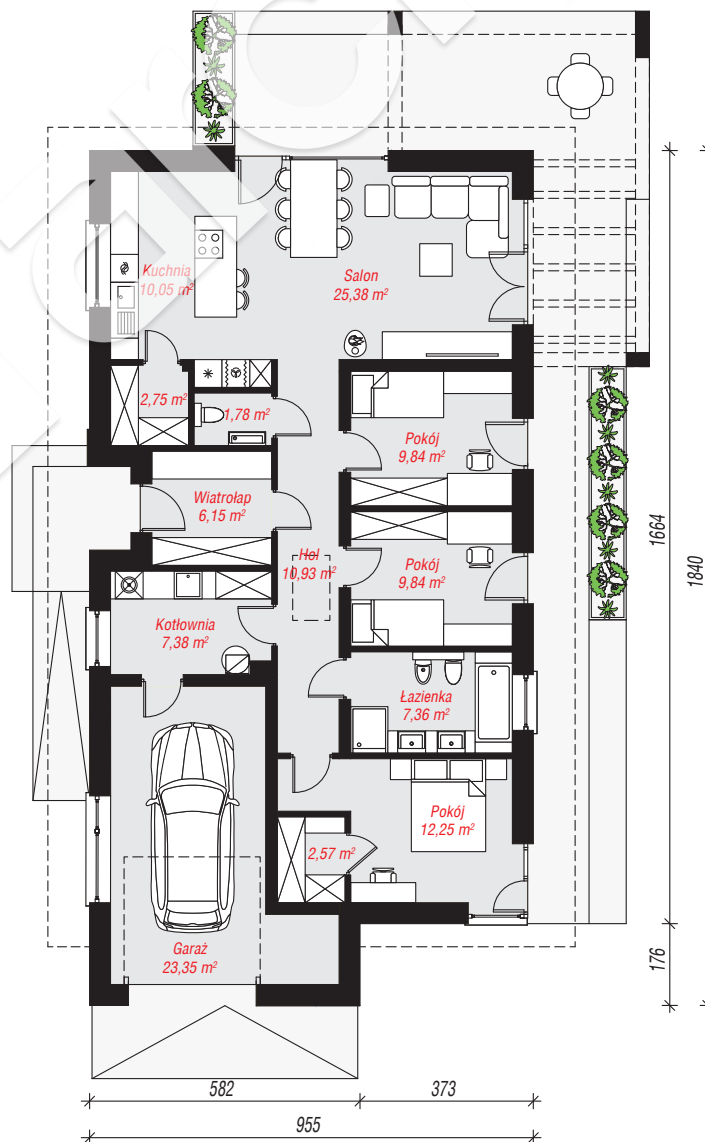 Kuchnia
10,05 m²
Salon
25,38 m²
2,75 m²
1,78 m²
Pokój
9,84 m²
Wiatrołap
6,15 m²
Hol
10,93 m²
Pokój
9,84 m²
Kotłownia
7,38 m²
Łazienka
7,36 m²
Pokój
12,25 m²
2,57 m²
Garaż
23,35 m²
1664
1840
176
582
373
955